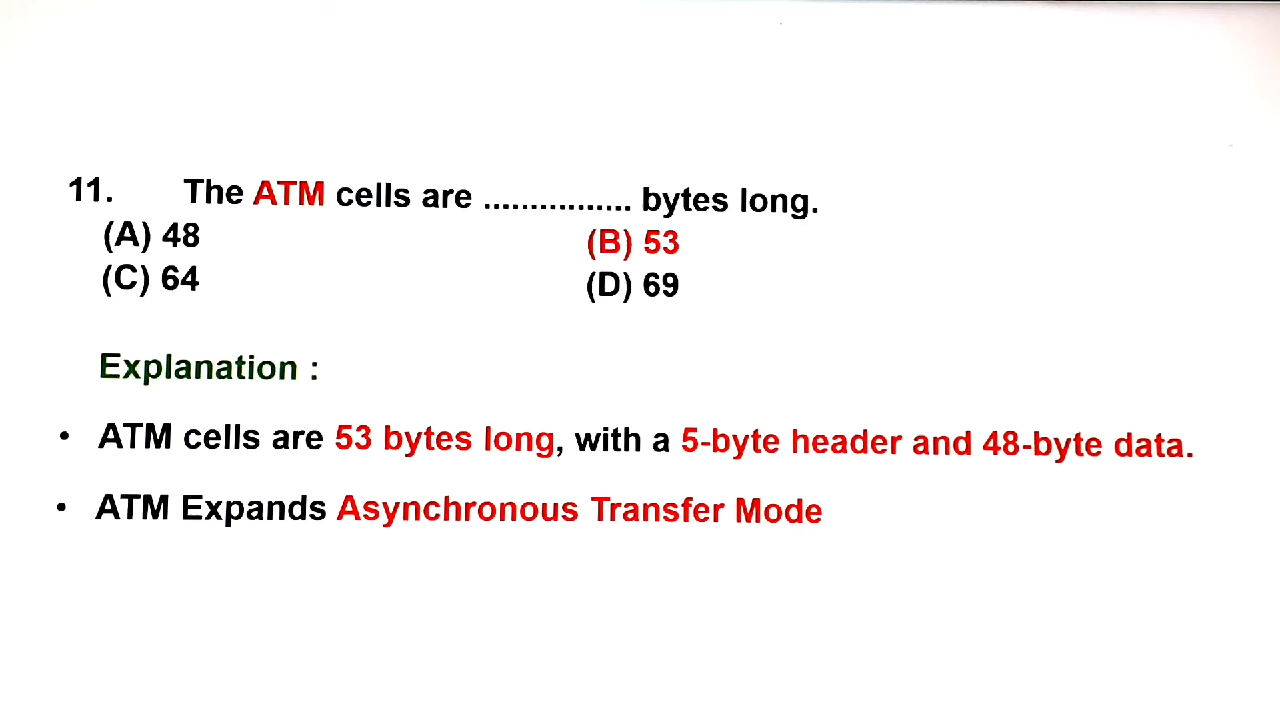 11. The ATM cells are ................ bytes long.
(A) 48 (B) 53
(C) 64 (D) 69
Explanation :
• ATM cells are 53 bytes long, with a 5-byte header and 48-byte data.
• ATM Expands Asynchronous Transfer Mode